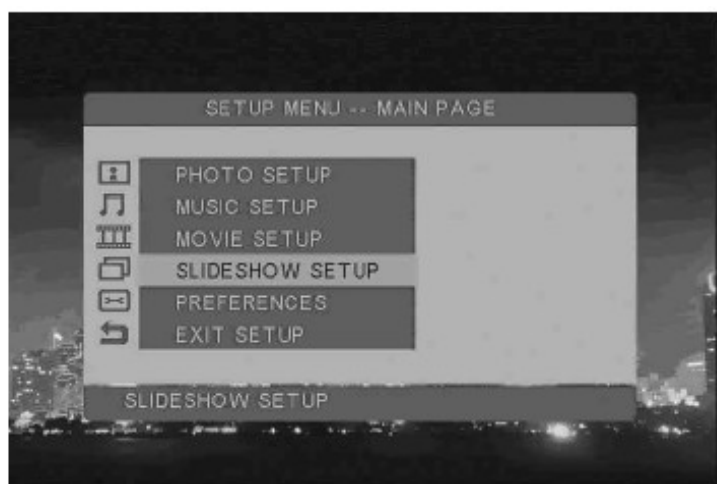 SETUP MENU -- MAIN PAGE
PHOTO SETUP
MUSIC SETUP
MOVIE SETUP
SLIDESHOW SETUP
PREFERENCES
EXIT SETUP
SLIDESHOW SETUP